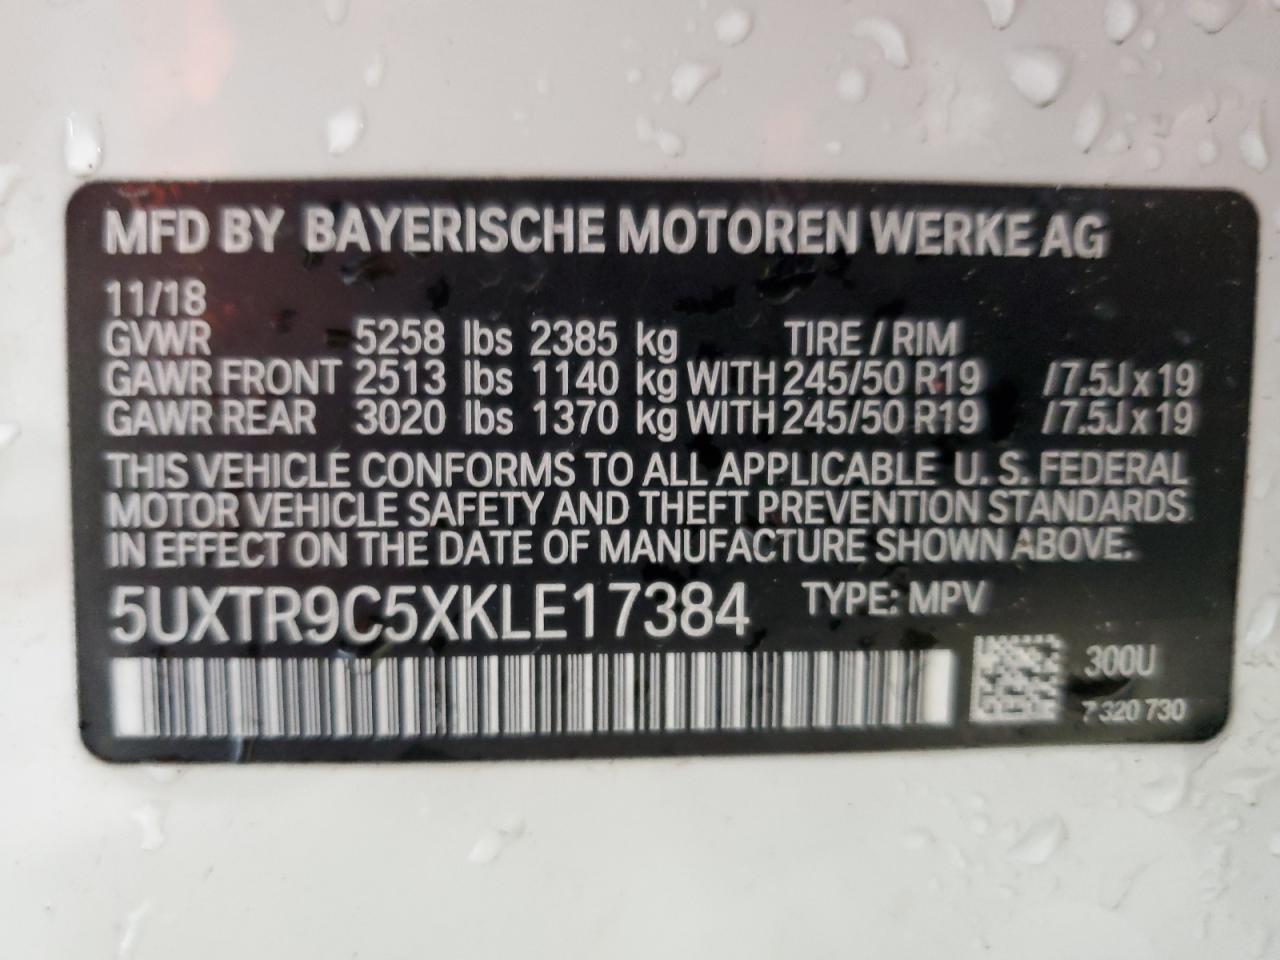 MFD BY BAYERISCHE MOTOREN WERKE AG
11/18
GVWR 5258 lbs 2385 kg TIRE / RIM
GAWR FRONT 2513 lbs 1140 kg WITH 245/50 R19 /7.5J x 19
GAWR REAR 3020 lbs 1370 kg WITH 245/50 R19 /7.5J x 19
THIS VEHICLE CONFORMS TO ALL APPLICABLE U. S. FEDERAL
MOTOR VEHICLE SAFETY AND THEFT PREVENTION STANDARDS
IN EFFECT ON THE DATE OF MANUFACTURE SHOWN ABOVE.
5UXTR9C5XKLE17384 TYPE: MPV
300U
7 320 730